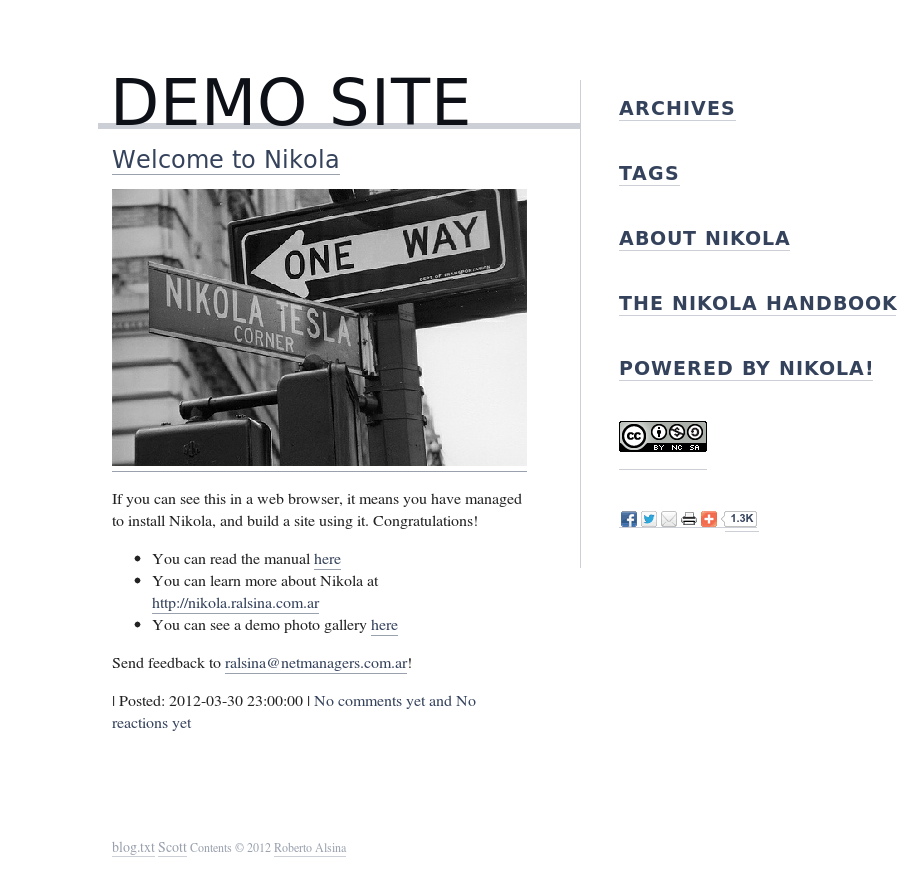 DEMO SITE
Welcome to Nikola
ONE WAY
DEPT OF TRANSPORTATION
NIKOLA TESLA
CORNER
If you can see this in a web browser, it means you have managed
to install Nikola, and build a site using it. Congratulations!
You can read the manual here
You can learn more about Nikola at
http://nikola.ralsina.com.ar
You can see a demo photo gallery here
Send feedback to ralsina@netmanagers.com.ar!
| Posted: 2012-03-30 23:00:00 | No comments yet and No
reactions yet
blog.txt Scott Contents © 2012 Roberto Alsina
ARCHIVES
TAGS
ABOUT NIKOLA
THE NIKOLA HANDBOOK
POWERED BY NIKOLA!
cc
BY NC SA
1.3K